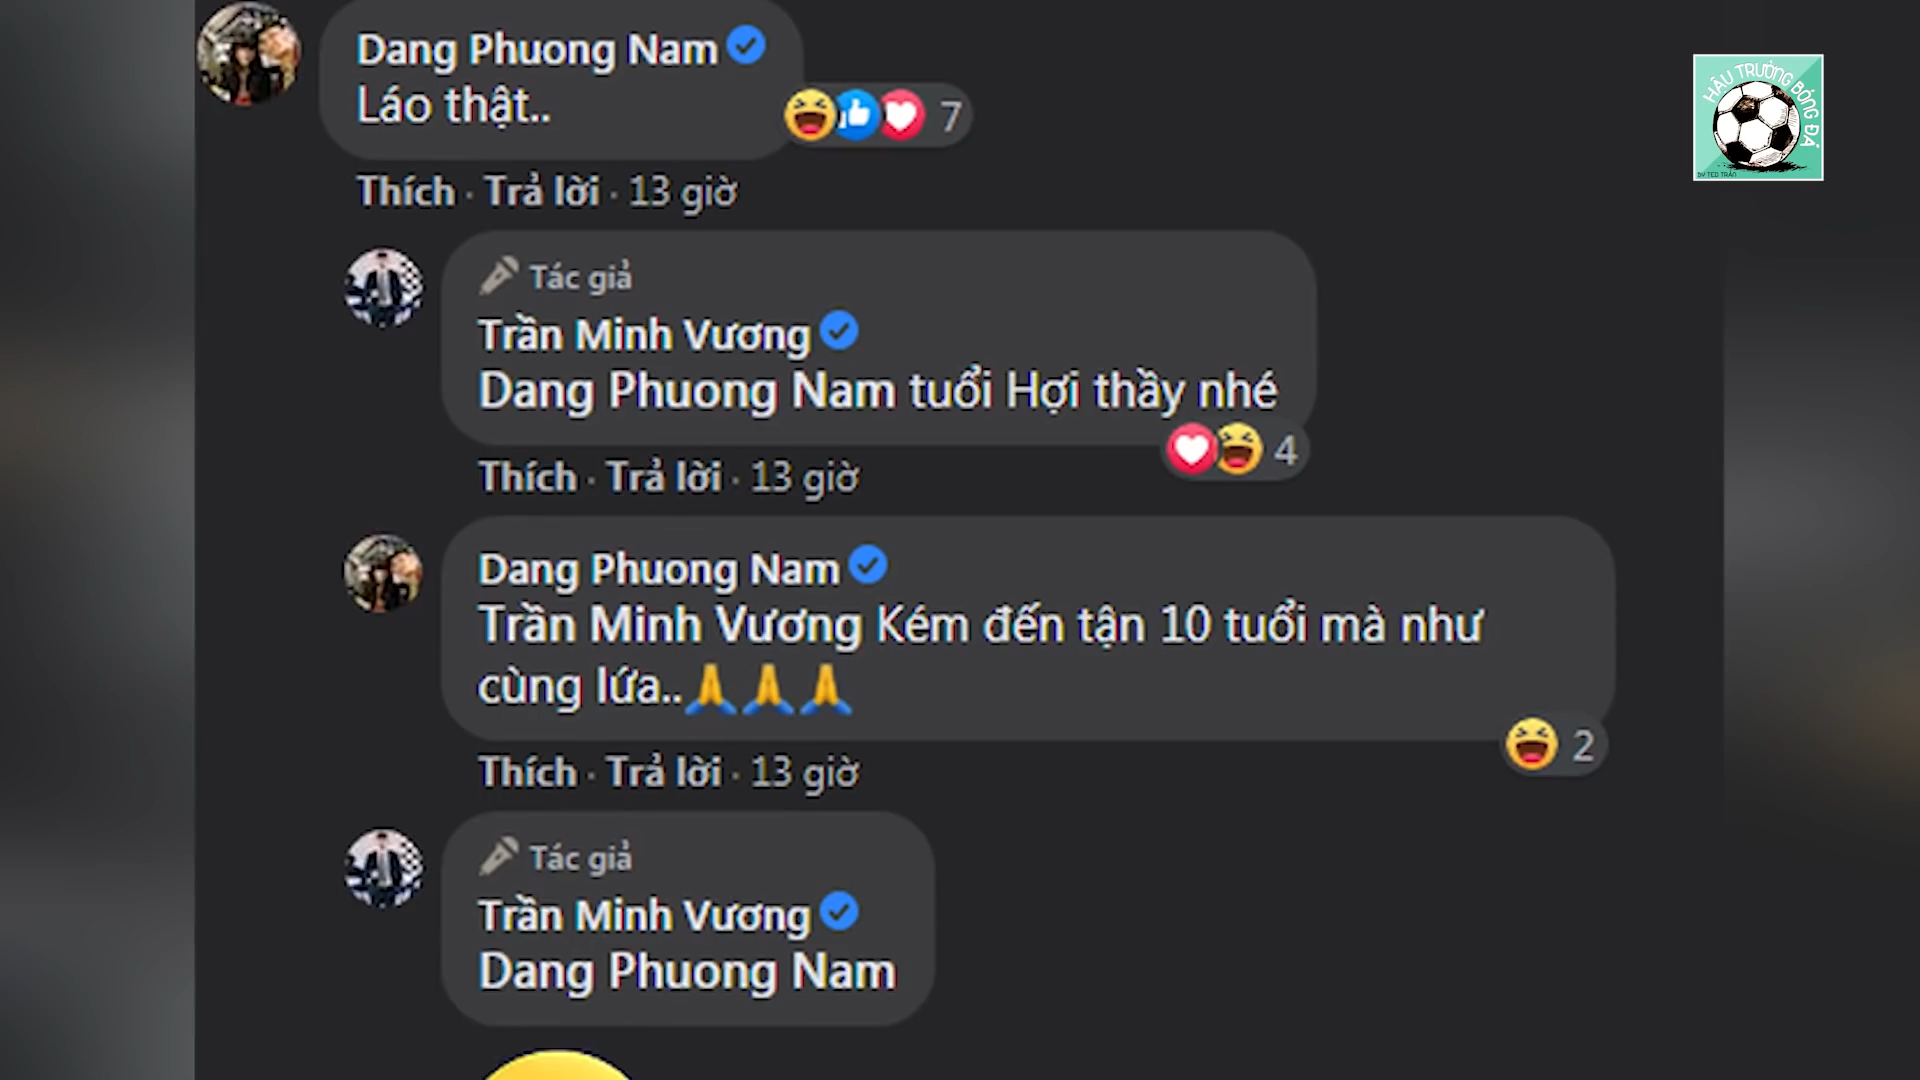 Dang Phuong Nam
Láo thật..
7
Thích · Trả lời · 13 giờ
HẬU TRƯỜNG BÓNG ĐÁ
BY TED TRẦN
Tác giả
Trần Minh Vương
Dang Phuong Nam tuổi Hợi thầy nhé
4
Thích · Trả lời · 13 giờ
Dang Phuong Nam
Trần Minh Vương Kém đến tận 10 tuổi mà như
cùng lứa..🙏🙏🙏
2
Thích · Trả lời · 13 giờ
Tác giả
Trần Minh Vương
Dang Phuong Nam